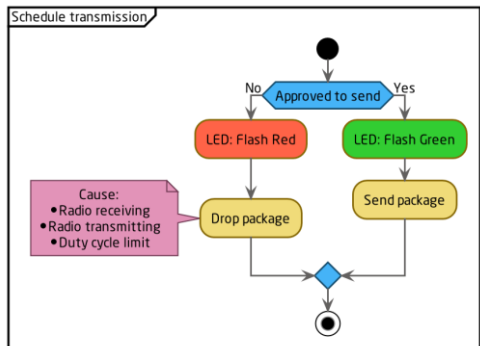 Schedule transmission
No
Yes
Approved to send
LED: Flash Red
LED: Flash Green
Cause:
•Radio receiving
•Radio transmitting
•Duty cycle limit
Drop package
Send package